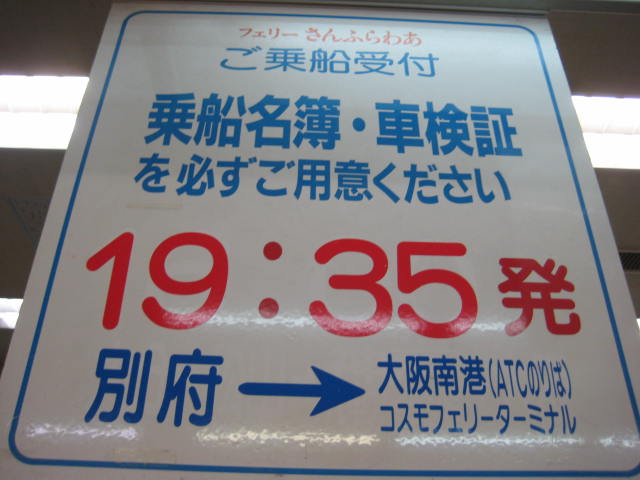 フェリーさんふらわあ
ご乗船受付
乗船名簿・車検証
を必ずご用意ください
19:35発
別府→大阪南港(ATCのりば)
コスモフェリーターミナル